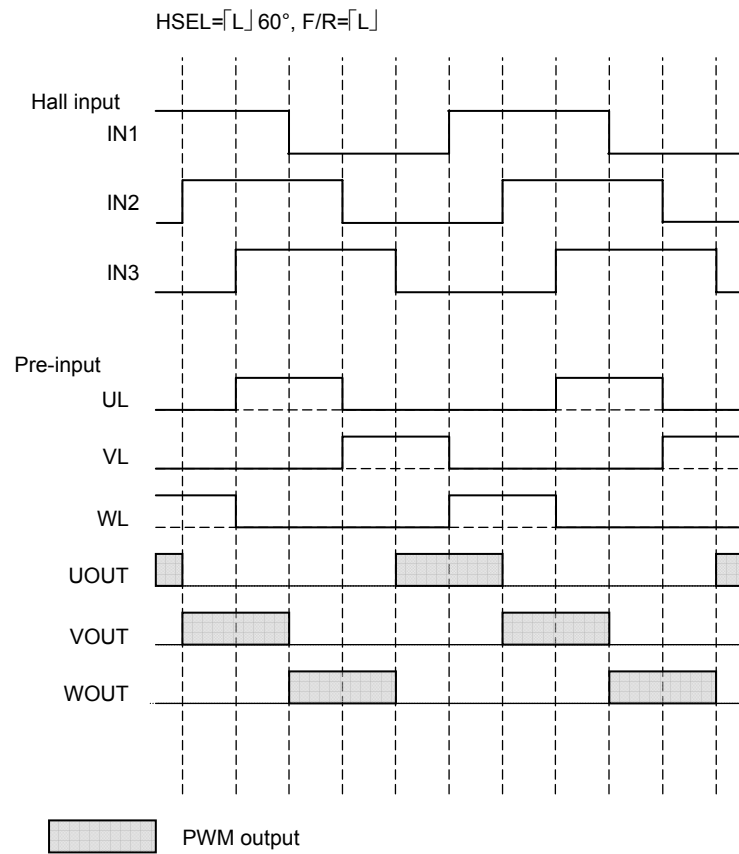 HSEL=⌈L⌋ 60°, F/R=⌈L⌋
Hall input
IN1
IN2
IN3
Pre-input
UL
VL
WL
UOUT
VOUT
WOUT
PWM output